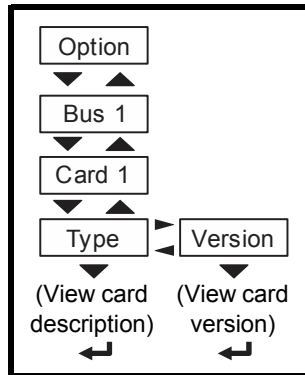 Option
Bus 1
Card 1
Type Version
(View card (View card
description) version)